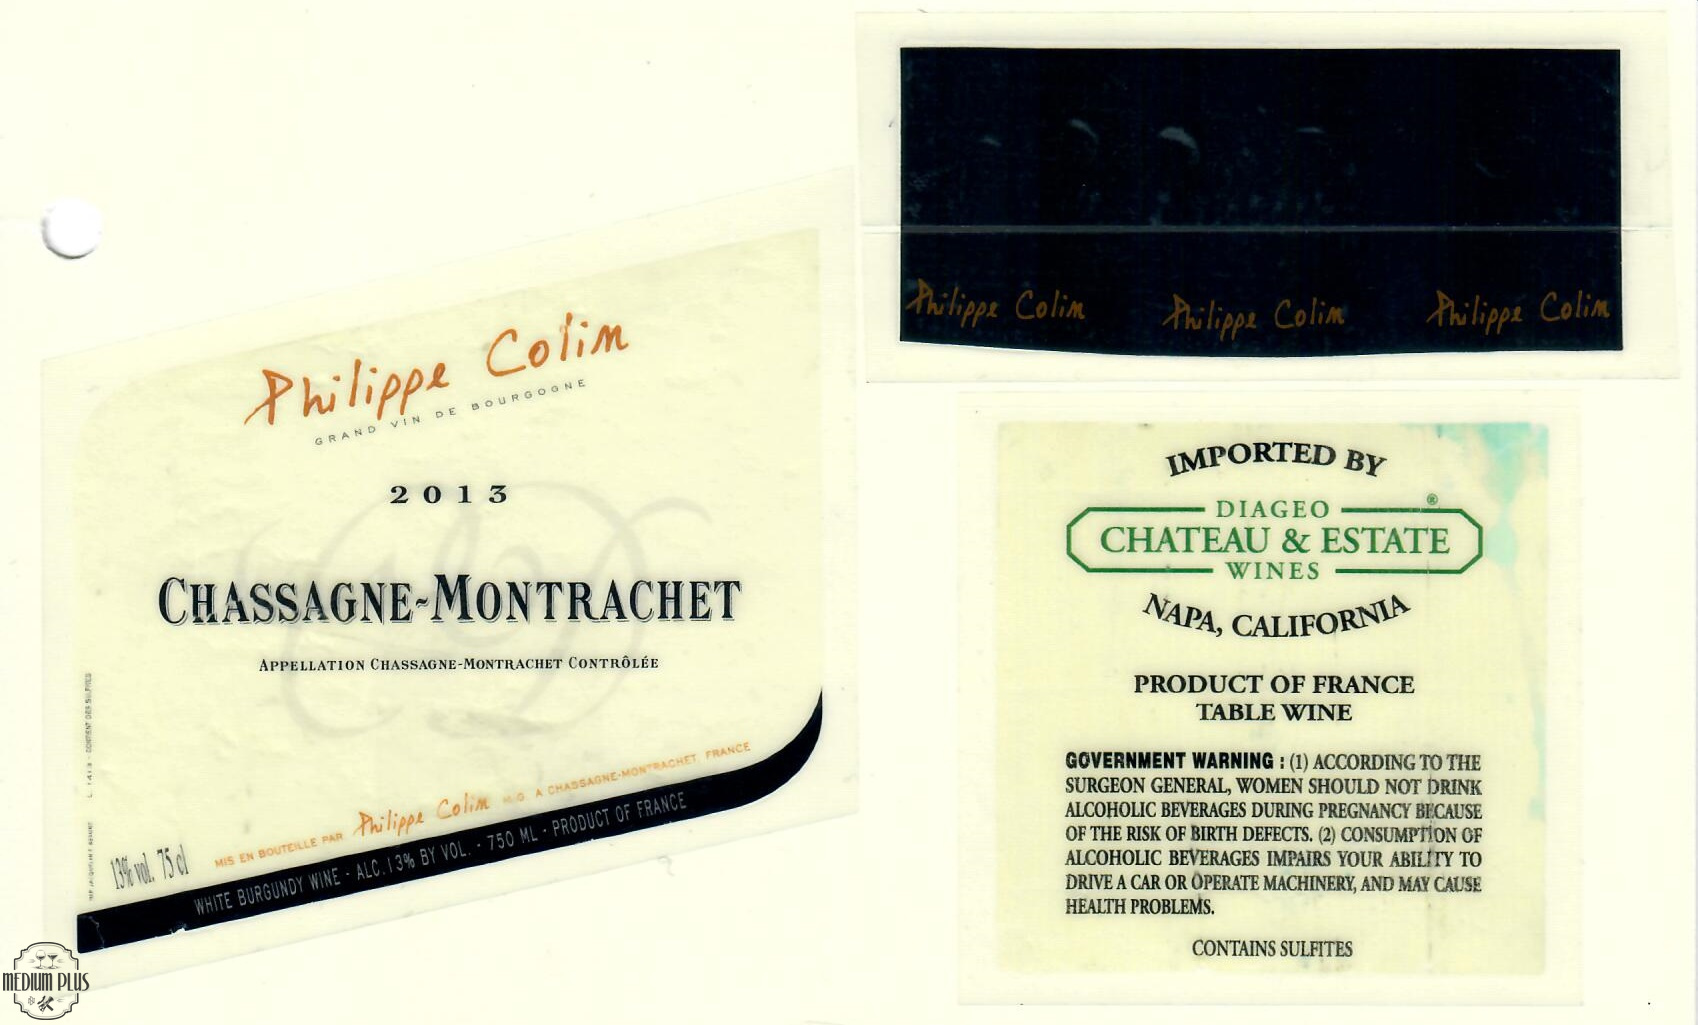 Philippe Colin
GRAND VIN DE BOURGOGNE
2013
CHASSAGNE-MONTRACHET
APPELLATION CHASSAGNE-MONTRACHET CONTRÔLÉE
L. 1413 - CONTIENT DES SULFITES
13% vol. 75 cl
MIS EN BOUTEILLE PAR Philippe Colin M.G. A CHASSAGNE-MONTRACHET, FRANCE
WHITE BURGUNDY WINE - ALC.13% BY VOL. - 750 ML - PRODUCT OF FRANCE
MEDIUM PLUS
Philippe Colin Philippe Colin Philippe Colin
IMPORTED BY
DIAGEO ®
CHATEAU & ESTATE
WINES
NAPA, CALIFORNIA
PRODUCT OF FRANCE
TABLE WINE
GOVERNMENT WARNING : (1) ACCORDING TO THE
SURGEON GENERAL, WOMEN SHOULD NOT DRINK
ALCOHOLIC BEVERAGES DURING PREGNANCY BECAUSE
OF THE RISK OF BIRTH DEFECTS. (2) CONSUMPTION OF
ALCOHOLIC BEVERAGES IMPAIRS YOUR ABILITY TO
DRIVE A CAR OR OPERATE MACHINERY, AND MAY CAUSE
HEALTH PROBLEMS.
CONTAINS SULFITES